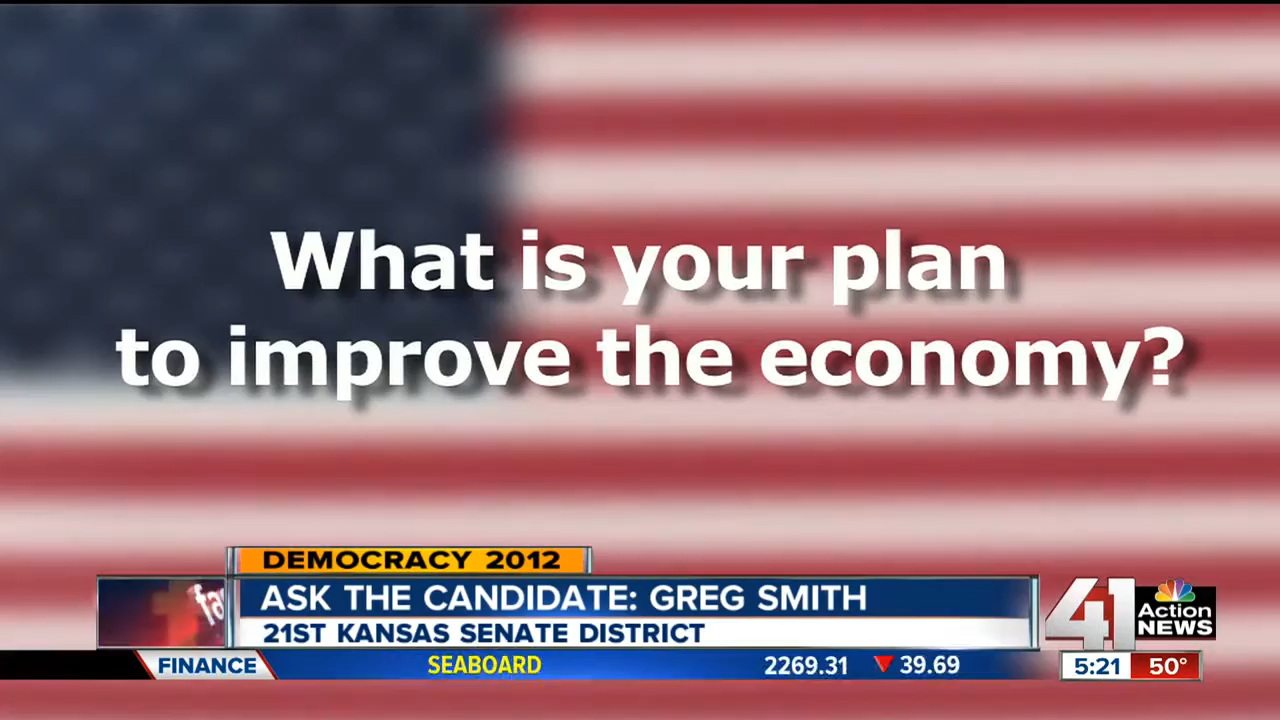 What is your plan
to improve the economy?
DEMOCRACY 2012
ASK THE CANDIDATE: GREG SMITH
21ST KANSAS SENATE DISTRICT
41 Action NEWS
FINANCE SEABOARD 2269.31 ▼ 39.69 5:21 50°